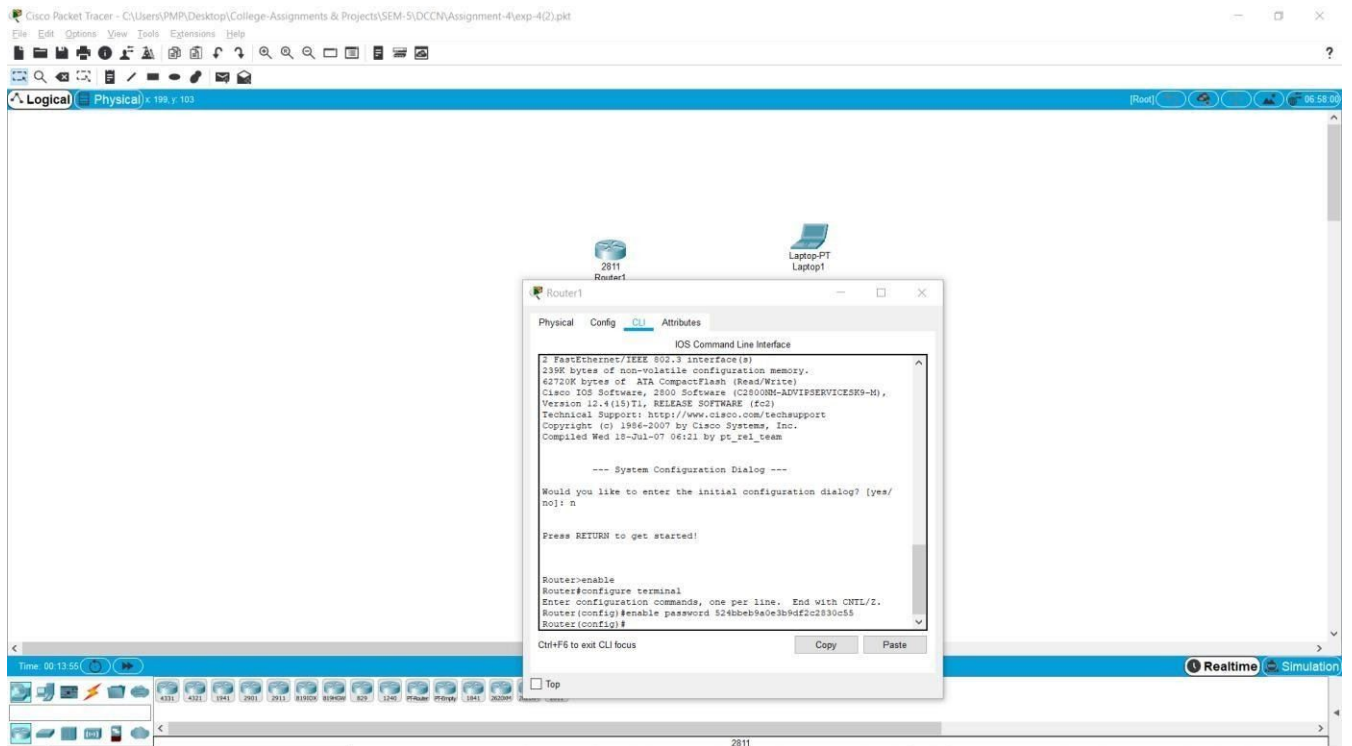 Cisco Packet Tracer - C:\Users\PMP\Desktop\College-Assignments & Projects\SEM-5\DCCN\Assignment-4\exp-4(2).pkt
File Edit Options View Tools Extensions Help
?
Logical Physical x: 199, y: 103 [Root] 06:58:00
2811
Router1
Laptop-PT
Laptop1
Router1
Physical Config CLI Attributes
IOS Command Line Interface
2 FastEthernet/IEEE 802.3 interface(s)
239K bytes of non-volatile configuration memory.
62720K bytes of ATA CompactFlash (Read/Write)
Cisco IOS Software, 2800 Software (C2800NM-ADVIPSERVICESK9-M),
Version 12.4(15)T1, RELEASE SOFTWARE (fc2)
Technical Support: http://www.cisco.com/techsupport
Copyright (c) 1986-2007 by Cisco Systems, Inc.
Compiled Wed 18-Jul-07 06:21 by pt_rel_team
--- System Configuration Dialog ---
Would you like to enter the initial configuration dialog? [yes/
no]: n
Press RETURN to get started!
Router>enable
Router#configure terminal
Enter configuration commands, one per line. End with CNTL/Z.
Router(config)#enable password 524bbeb9a0e3b9df2c2830c55
Router(config)#
Ctrl+F6 to exit CLI focus Copy Paste
Top
Time: 00:13:55 Realtime Simulation
4331 4321 1941 2901 2911 819IOX 819HGW 829 1240 PT-Router PT-Empty 1841 2620XM
2811